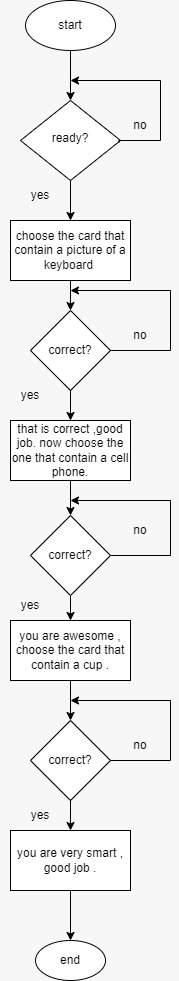 start
ready?
no
yes
choose the card that
contain a picture of a
keyboard
no
correct?
yes
that is correct ,good
job. now choose the
one that contain a cell
phone.
no
correct?
yes
you are awesome ,
choose the card that
contain a cup .
no
correct?
yes
you are very smart ,
good job .
end